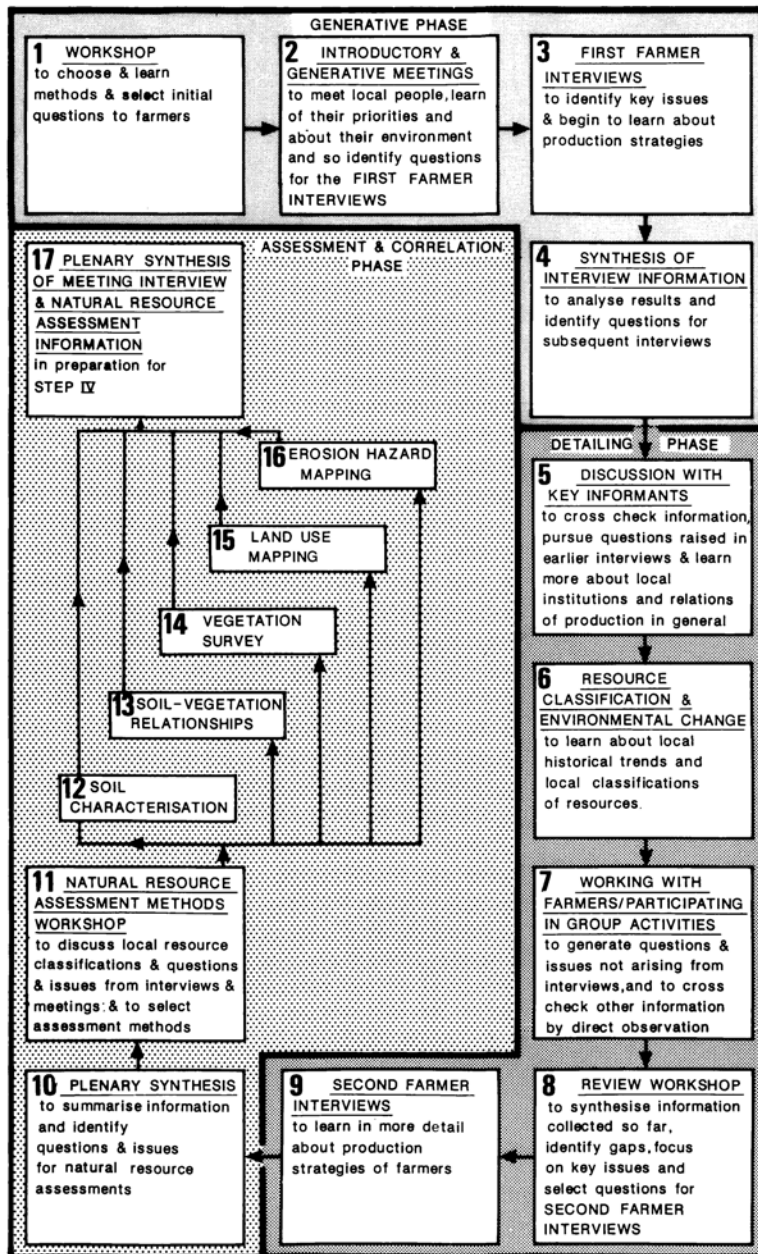 GENERATIVE PHASE
1 WORKSHOP
to choose & learn
methods & select initial
questions to farmers
2 INTRODUCTORY &
GENERATIVE MEETINGS
to meet local people, learn
of their priorities and
about their environment
and so identify questions
for the FIRST FARMER
INTERVIEWS
3 FIRST FARMER
INTERVIEWS
to identify key issues
& begin to learn about
production strategies
4 SYNTHESIS OF
INTERVIEW INFORMATION
to analyse results and
identify questions for
subsequent interviews
DETAILING PHASE
5 DISCUSSION WITH
KEY INFORMANTS
to cross check information,
pursue questions raised in
earlier interviews & learn
more about local
institutions and relations
of production in general
6 RESOURCE
CLASSIFICATION &
ENVIRONMENTAL CHANGE
to learn about local
historical trends and
local classifications
of resources.
7 WORKING WITH
FARMERS/PARTICIPATING
IN GROUP ACTIVITIES
to generate questions &
issues not arising from
interviews, and to cross
check other information
by direct observation
8 REVIEW WORKSHOP
to synthesise information
collected so far,
identify gaps, focus
on key issues and
select questions for
SECOND FARMER
INTERVIEWS
9 SECOND FARMER
INTERVIEWS
to learn in more detail
about production
strategies of farmers
10 PLENARY SYNTHESIS
to summarise information
and identify
questions & issues
for natural resource
assessments
11 NATURAL RESOURCE
ASSESSMENT METHODS
WORKSHOP
to discuss local resource
classifications & questions
& issues from interviews &
meetings: & to select
assessment methods
12 SOIL
CHARACTERISATION
13 SOIL-VEGETATION
RELATIONSHIPS
14 VEGETATION
SURVEY
15 LAND USE
MAPPING
16 EROSION HAZARD
MAPPING
ASSESSMENT & CORRELATION
PHASE
17 PLENARY SYNTHESIS
OF MEETING INTERVIEW
& NATURAL RESOURCE
ASSESSMENT
INFORMATION
in preparation for
STEP IV